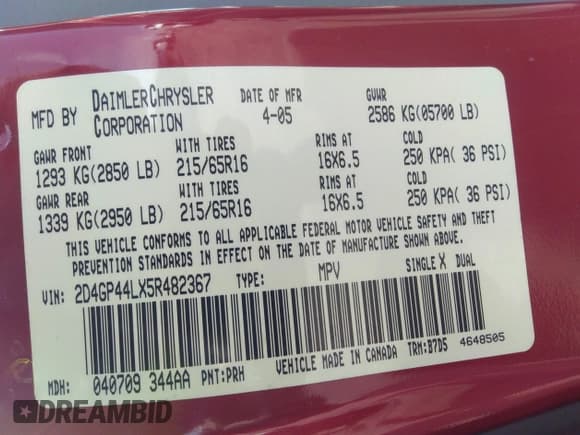 MFD BY DAIMLERCHRYSLER CORPORATION DATE OF MFR 4-05 GVWR 2586 KG(05700 LB)
GAWR FRONT WITH TIRES RIMS AT COLD
1293 KG(2850 LB) 215/65R16 16X6.5 250 KPA( 36 PSI)
GAWR REAR WITH TIRES RIMS AT COLD
1339 KG(2950 LB) 215/65R16 16X6.5 250 KPA( 36 PSI)
THIS VEHICLE CONFORMS TO ALL APPLICABLE FEDERAL MOTOR VEHICLE SAFETY AND THEFT
PREVENTION STANDARDS IN EFFECT ON THE DATE OF MANUFACTURE SHOWN ABOVE.
VIN: 2D4GP44LX5R482367 TYPE: MPV SINGLE X DUAL
MDH: 040709 344AA PNT:PRH VEHICLE MADE IN CANADA TRM:B7D5 4648505
DREAMBID